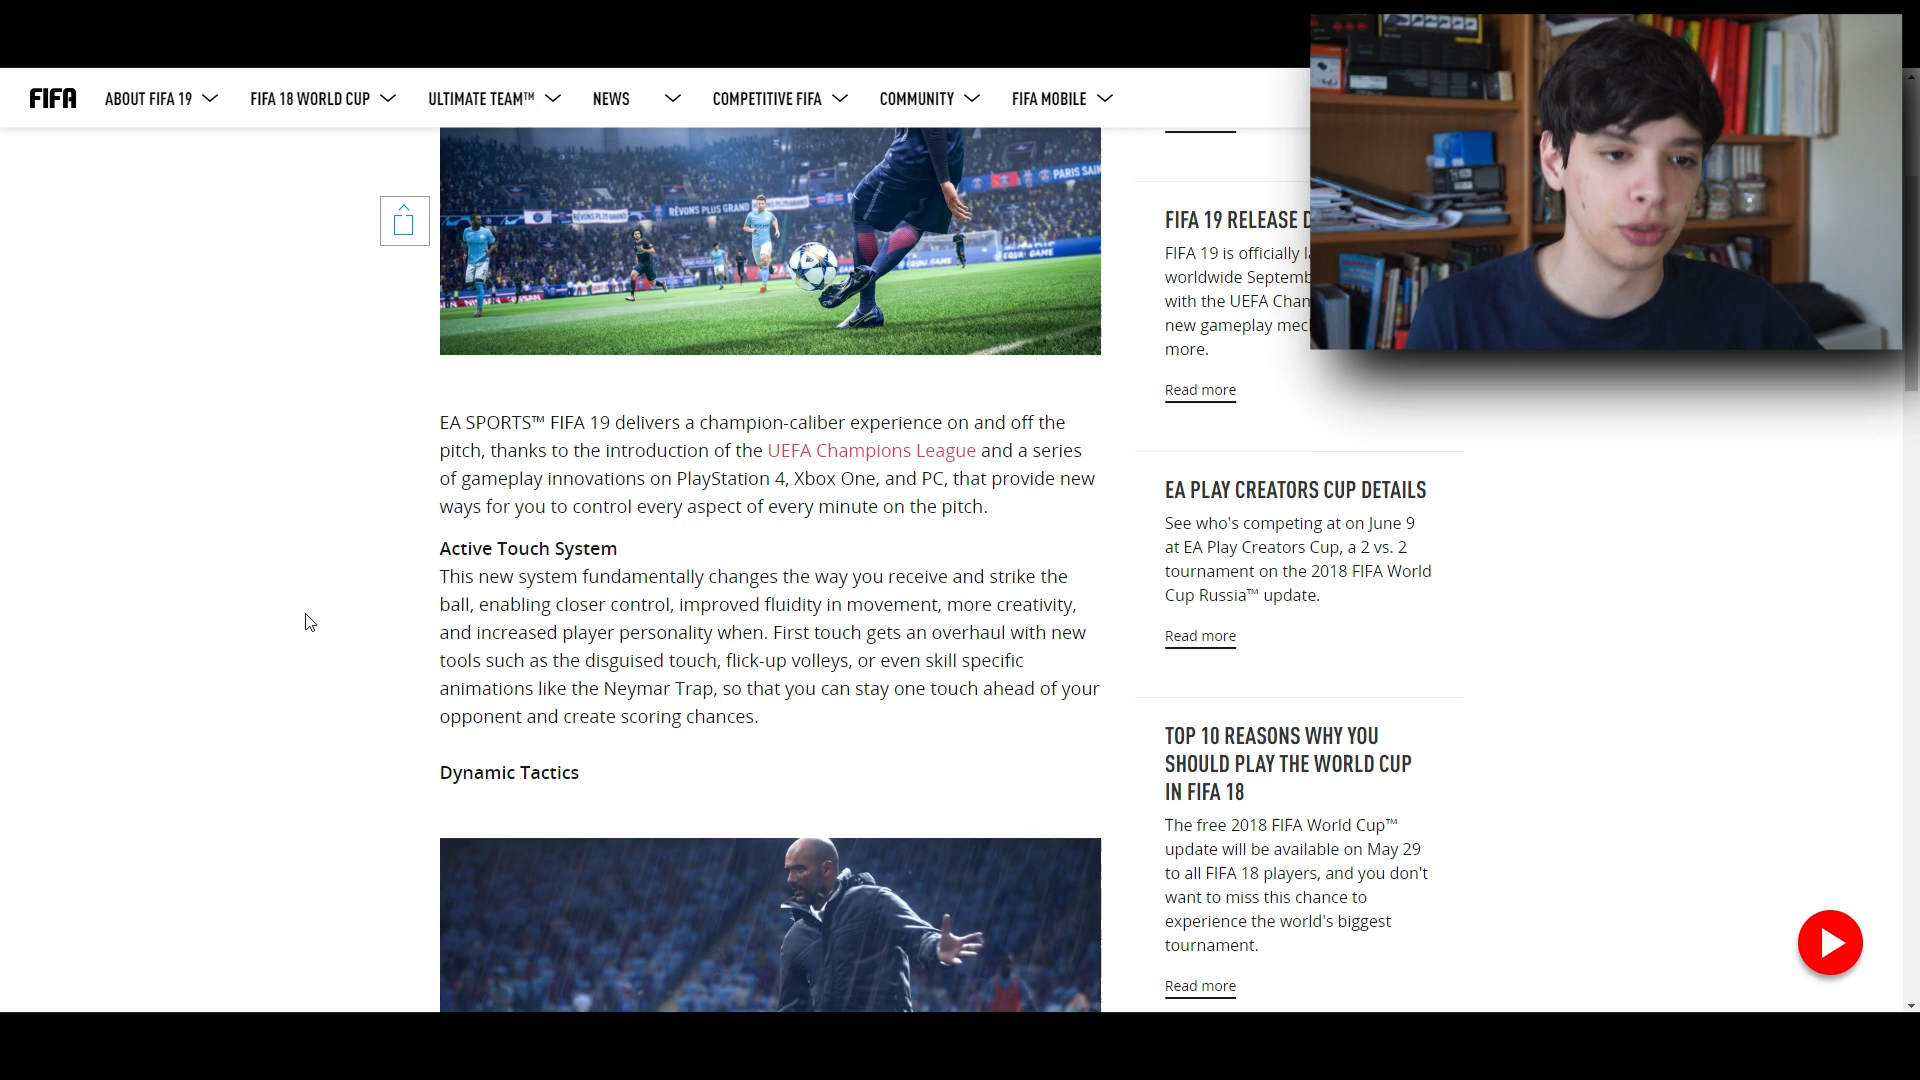 FIFA
ABOUT FIFA 19
FIFA 18 WORLD CUP
ULTIMATE TEAM™
NEWS
COMPETITIVE FIFA
COMMUNITY
FIFA MOBILE
RÊVONS PLUS GRAND
PARIS SAIN
EA SPORTS™ FIFA 19 delivers a champion-caliber experience on and off the
pitch, thanks to the introduction of the UEFA Champions League and a series
of gameplay innovations on PlayStation 4, Xbox One, and PC, that provide new
ways for you to control every aspect of every minute on the pitch.
Active Touch System
This new system fundamentally changes the way you receive and strike the
ball, enabling closer control, improved fluidity in movement, more creativity,
and increased player personality when. First touch gets an overhaul with new
tools such as the disguised touch, flick-up volleys, or even skill specific
animations like the Neymar Trap, so that you can stay one touch ahead of your
opponent and create scoring chances.
Dynamic Tactics
FIFA 19 RELEASE D
FIFA 19 is officially la
worldwide Septemb
with the UEFA Cham
new gameplay mec
more.
Read more
EA PLAY CREATORS CUP DETAILS
See who's competing at on June 9
at EA Play Creators Cup, a 2 vs. 2
tournament on the 2018 FIFA World
Cup Russia™ update.
Read more
TOP 10 REASONS WHY YOU
SHOULD PLAY THE WORLD CUP
IN FIFA 18
The free 2018 FIFA World Cup™
update will be available on May 29
to all FIFA 18 players, and you don't
want to miss this chance to
experience the world's biggest
tournament.
Read more